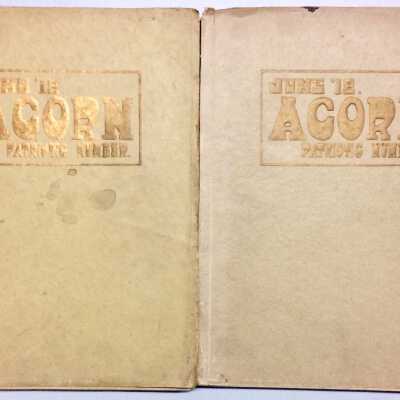 JUNE '18.
ACORN
PATRIOTIC NUMBER.
JUNE '18.
ACORN
PATRIOTIC NUMBER